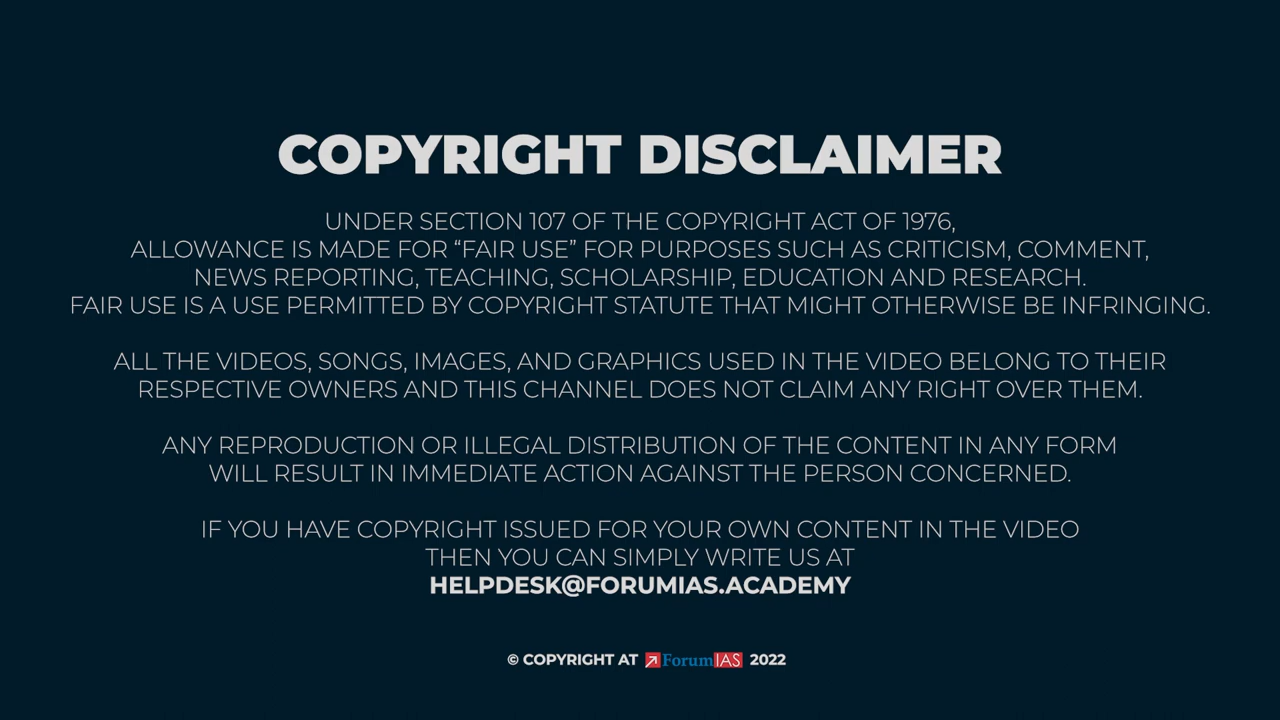 COPYRIGHT DISCLAIMER
UNDER SECTION 107 OF THE COPYRIGHT ACT OF 1976,
ALLOWANCE IS MADE FOR “FAIR USE” FOR PURPOSES SUCH AS CRITICISM, COMMENT,
NEWS REPORTING, TEACHING, SCHOLARSHIP, EDUCATION AND RESEARCH.
FAIR USE IS A USE PERMITTED BY COPYRIGHT STATUTE THAT MIGHT OTHERWISE BE INFRINGING.
ALL THE VIDEOS, SONGS, IMAGES, AND GRAPHICS USED IN THE VIDEO BELONG TO THEIR
RESPECTIVE OWNERS AND THIS CHANNEL DOES NOT CLAIM ANY RIGHT OVER THEM.
ANY REPRODUCTION OR ILLEGAL DISTRIBUTION OF THE CONTENT IN ANY FORM
WILL RESULT IN IMMEDIATE ACTION AGAINST THE PERSON CONCERNED.
IF YOU HAVE COPYRIGHT ISSUED FOR YOUR OWN CONTENT IN THE VIDEO
THEN YOU CAN SIMPLY WRITE US AT
HELPDESK@FORUMIAS.ACADEMY
© COPYRIGHT AT ForumIAS 2022